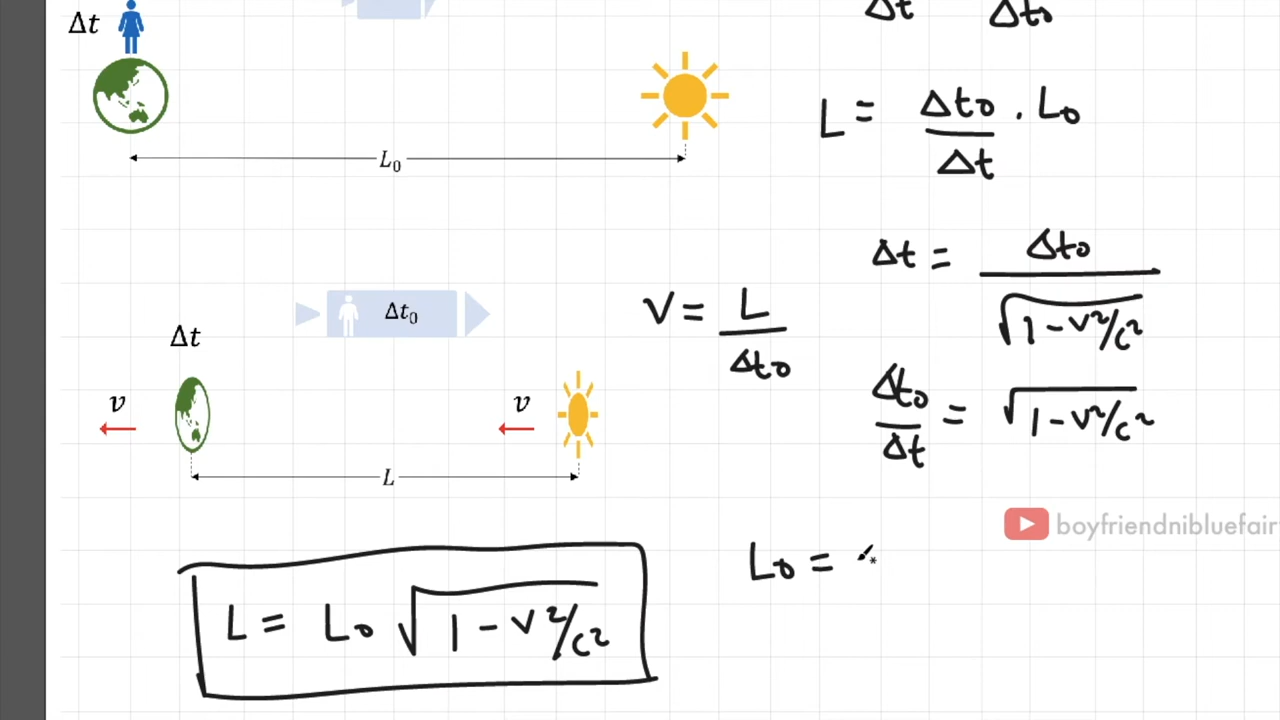 Δt Δt₀
Δt
L = Δt₀/Δt . L₀
L₀
Δt = Δt₀/√(1-v²/c²)
Δt₀
V = L/Δt₀
Δt
Δt₀/Δt = √(1-v²/c²)
v v
L
boyfriendnibluefair
L₀ =
L = L₀ √(1-v²/c²)